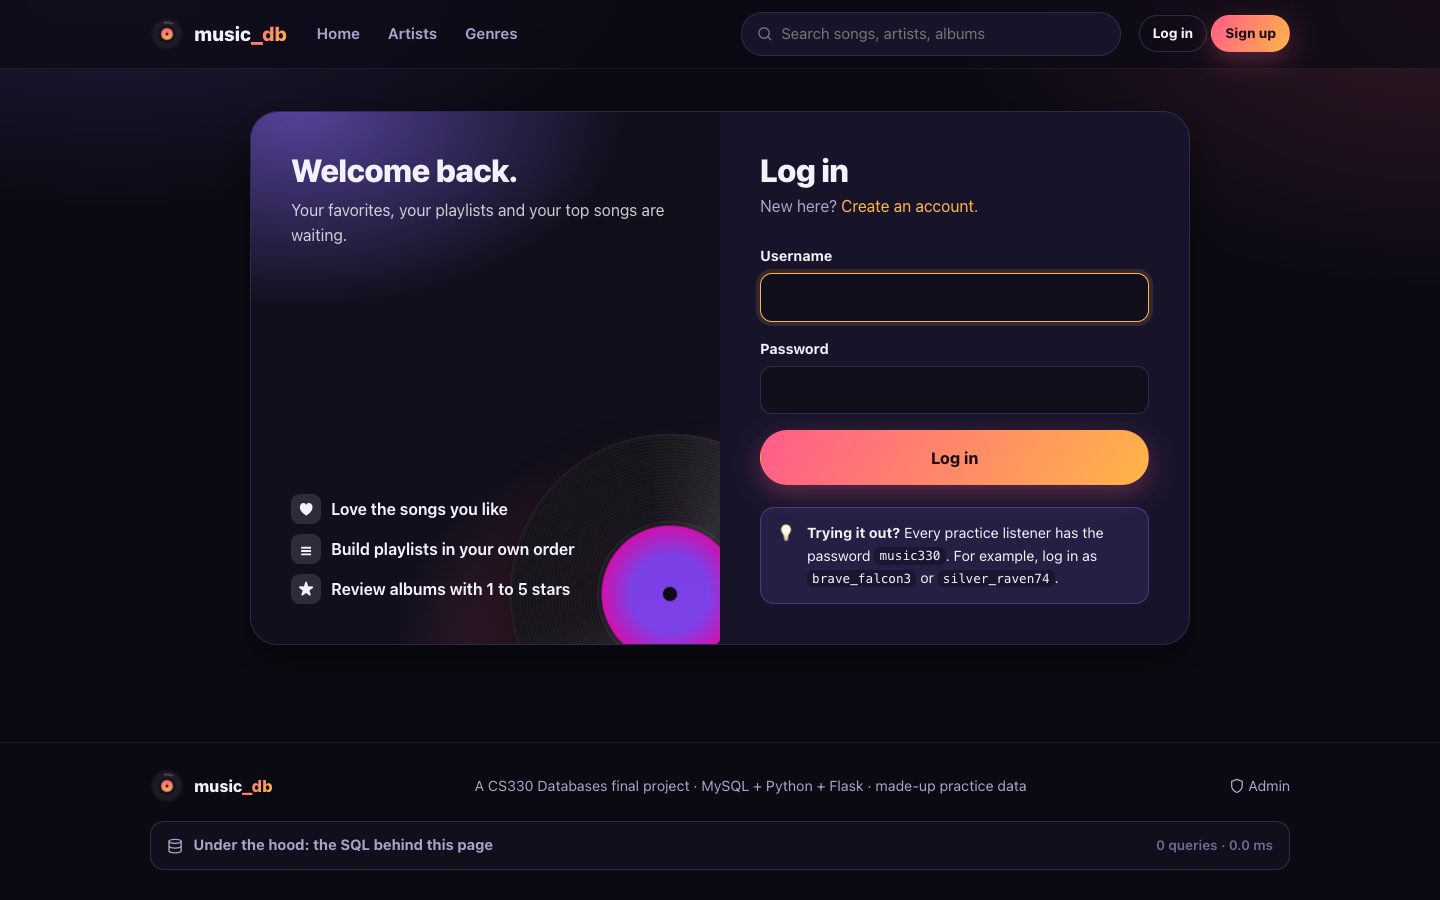 music_db
Home
Artists
Genres
Search songs, artists, albums
Log in
Sign up
Welcome back.
Your favorites, your playlists and your top songs are
waiting.
Love the songs you like
Build playlists in your own order
Review albums with 1 to 5 stars
Log in
New here? Create an account.
Username
Password
Log in
Trying it out? Every practice listener has the
password music330. For example, log in as
brave_falcon3 or silver_raven74.
music_db
A CS330 Databases final project · MySQL + Python + Flask · made-up practice data
Admin
Under the hood: the SQL behind this page
0 queries · 0.0 ms